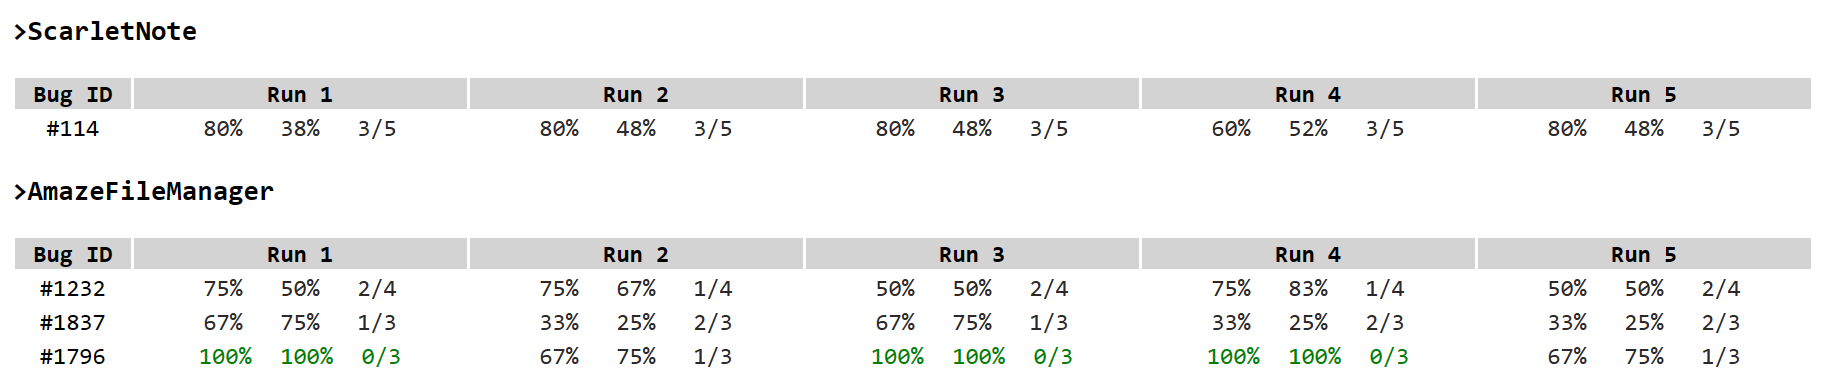 >ScarletNote
Bug ID Run 1 Run 2 Run 3 Run 4 Run 5
#114 80% 38% 3/5 80% 48% 3/5 80% 48% 3/5 60% 52% 3/5 80% 48% 3/5
>AmazeFileManager
Bug ID Run 1 Run 2 Run 3 Run 4 Run 5
#1232 75% 50% 2/4 75% 67% 1/4 50% 50% 2/4 75% 83% 1/4 50% 50% 2/4
#1837 67% 75% 1/3 33% 25% 2/3 67% 75% 1/3 33% 25% 2/3 33% 25% 2/3
#1796 100% 100% 0/3 67% 75% 1/3 100% 100% 0/3 100% 100% 0/3 67% 75% 1/3